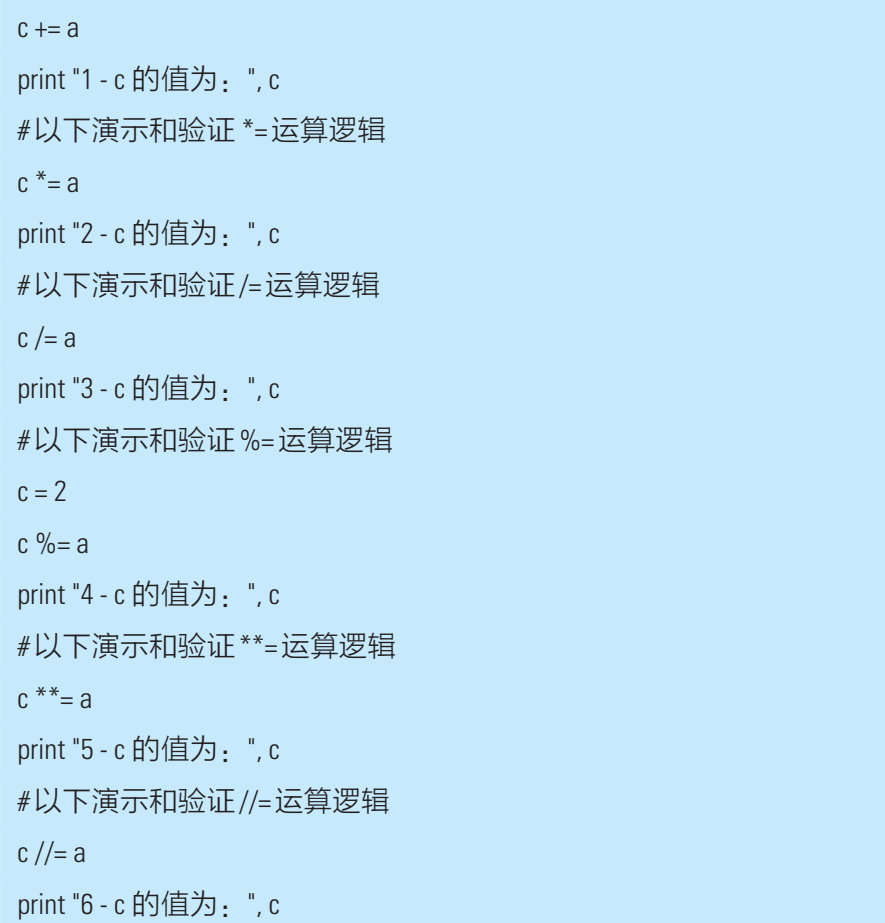 c += a
print "1 - c 的值为：", c
#以下演示和验证 *=运算逻辑
c *= a
print "2 - c 的值为：", c
#以下演示和验证 /=运算逻辑
c /= a
print "3 - c 的值为：", c
#以下演示和验证 %=运算逻辑
c = 2
c %= a
print "4 - c 的值为：", c
#以下演示和验证 **=运算逻辑
c **= a
print "5 - c 的值为：", c
#以下演示和验证 //=运算逻辑
c //= a
print "6 - c 的值为：", c